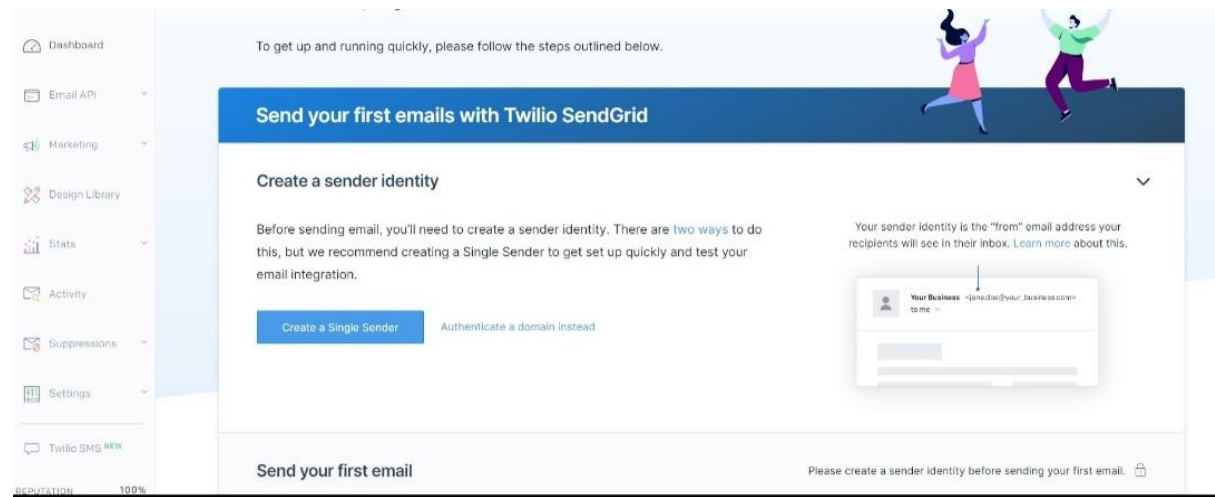 Dashboard
To get up and running quickly, please follow the steps outlined below.
Email API
Send your first emails with Twilio SendGrid
Marketing
Create a sender identity
Design Library
Before sending email, you'll need to create a sender identity. There are two ways to do
this, but we recommend creating a Single Sender to get set up quickly and test your
email integration.
Your sender identity is the "from" email address your
recipients will see in their inbox. Learn more about this.
Stats
Activity
Your Business <jane.doe@your_business.com>
to me
Create a Single Sender
Authenticate a domain instead
Suppressions
Settings
Twilio SMS NEW
Send your first email
Please create a sender identity before sending your first email.
REPUTATION 100%